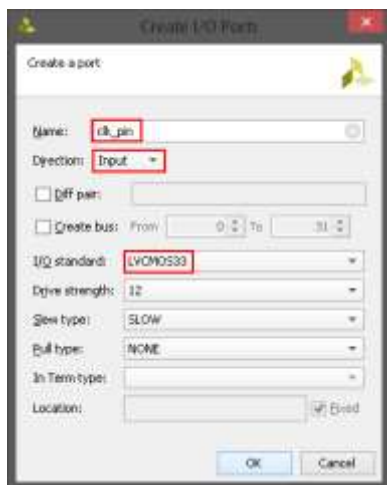 Create I/O Ports
Create a port
Name: clk_pin
Direction: Input
Diff pair:
Create bus: From 0 To 31
I/O standard: LVCMOS33
Drive strength: 12
Slew type: SLOW
Pull type: NONE
In Term type:
Location: Fixed
OK Cancel